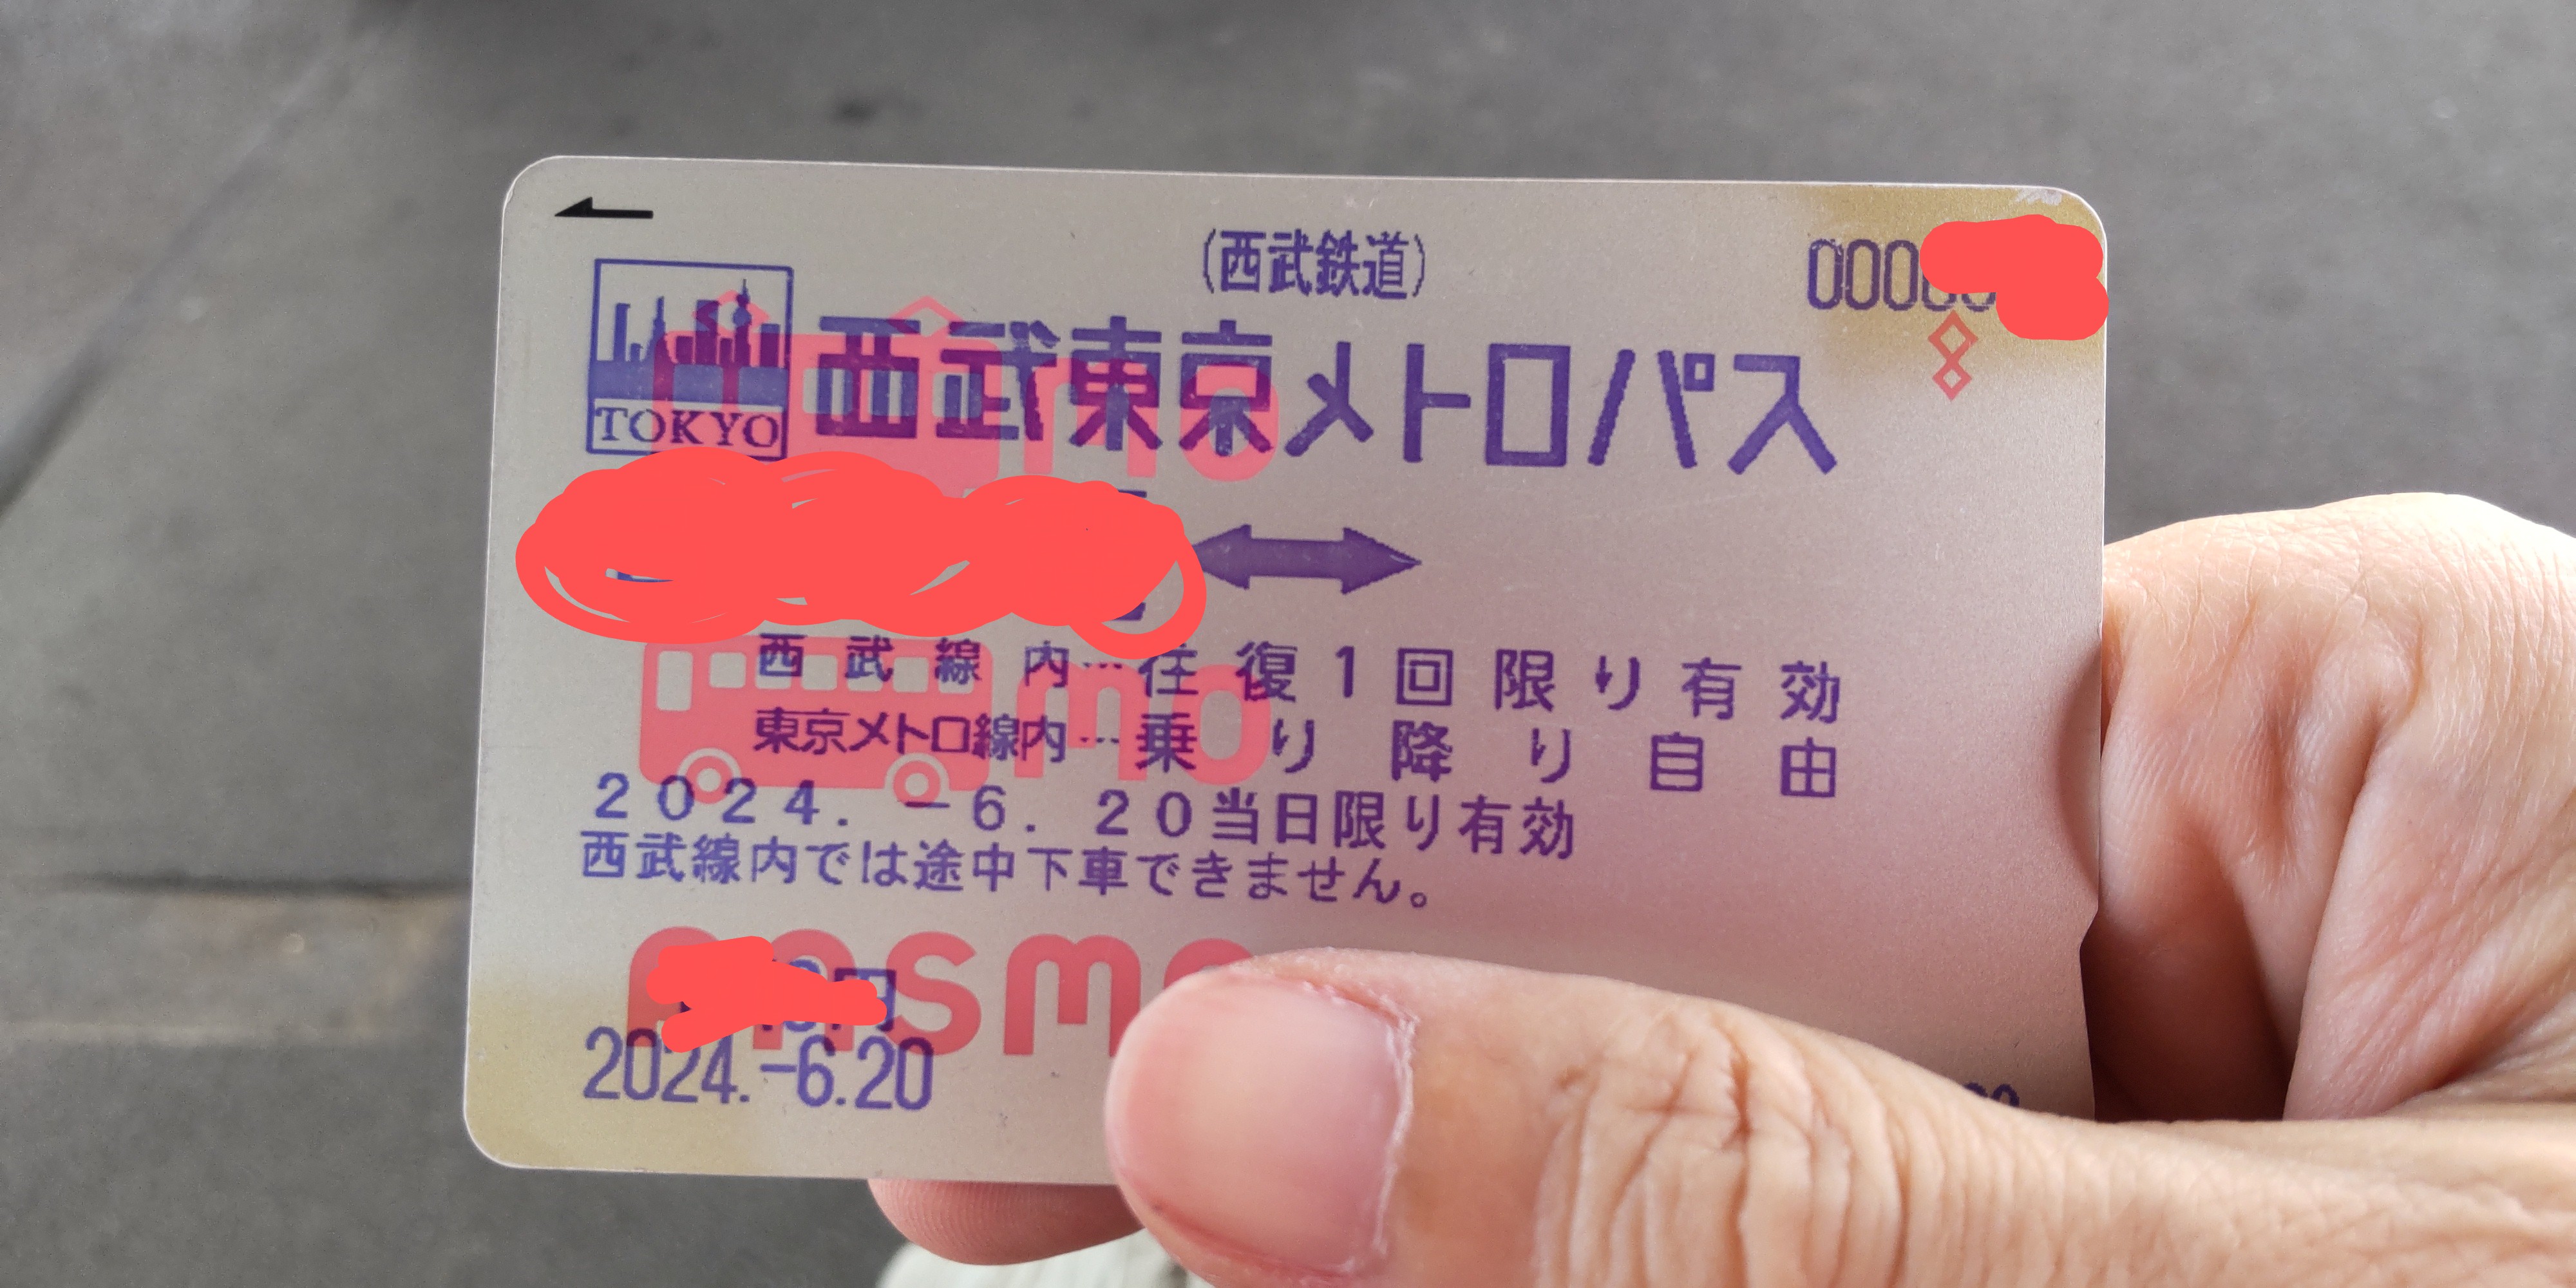 (西武鉄道)
000
TOKYO
西武東京メトロパス
西武線内…往復1回限り有効
東京メトロ線内…乗り降り自由
2024.-6.20当日限り有効
西武線内では途中下車できません。
円
2024.-6.20